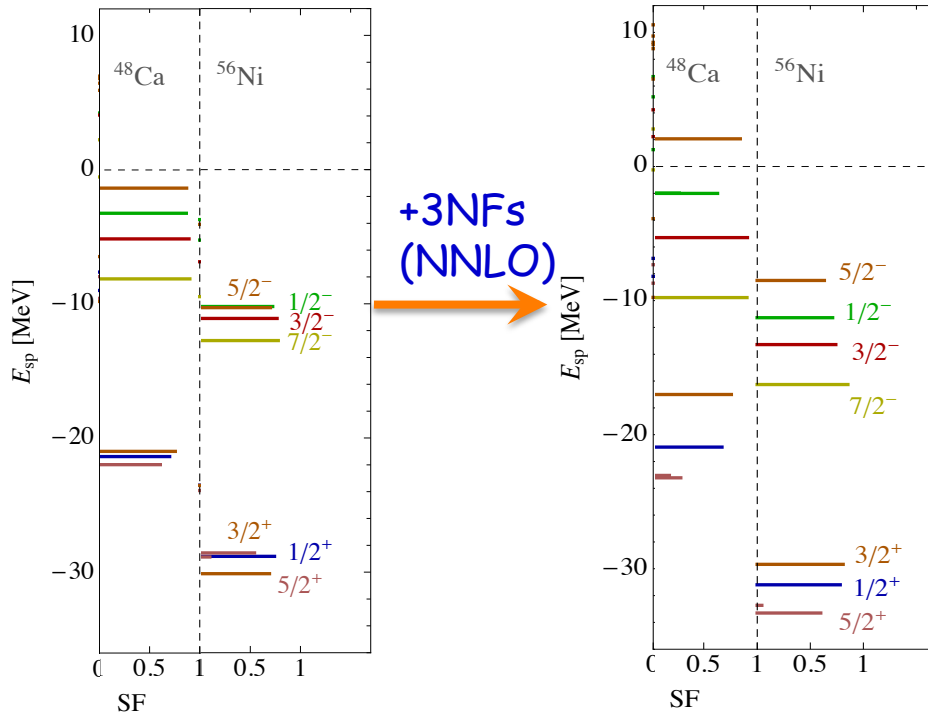 10
0
−10
−20
−30
E_sp [MeV]
⁴⁸Ca
⁵⁶Ni
5/2⁻
1/2⁻
3/2⁻
7/2⁻
3/2⁺
1/2⁺
5/2⁺
0 0.5 1 0.5 1
SF
+3NFs
(NNLO)
10
0
−10
−20
−30
E_sp [MeV]
⁴⁸Ca
⁵⁶Ni
5/2⁻
1/2⁻
3/2⁻
7/2⁻
3/2⁺
1/2⁺
5/2⁺
0 0.5 1 0.5 1
SF